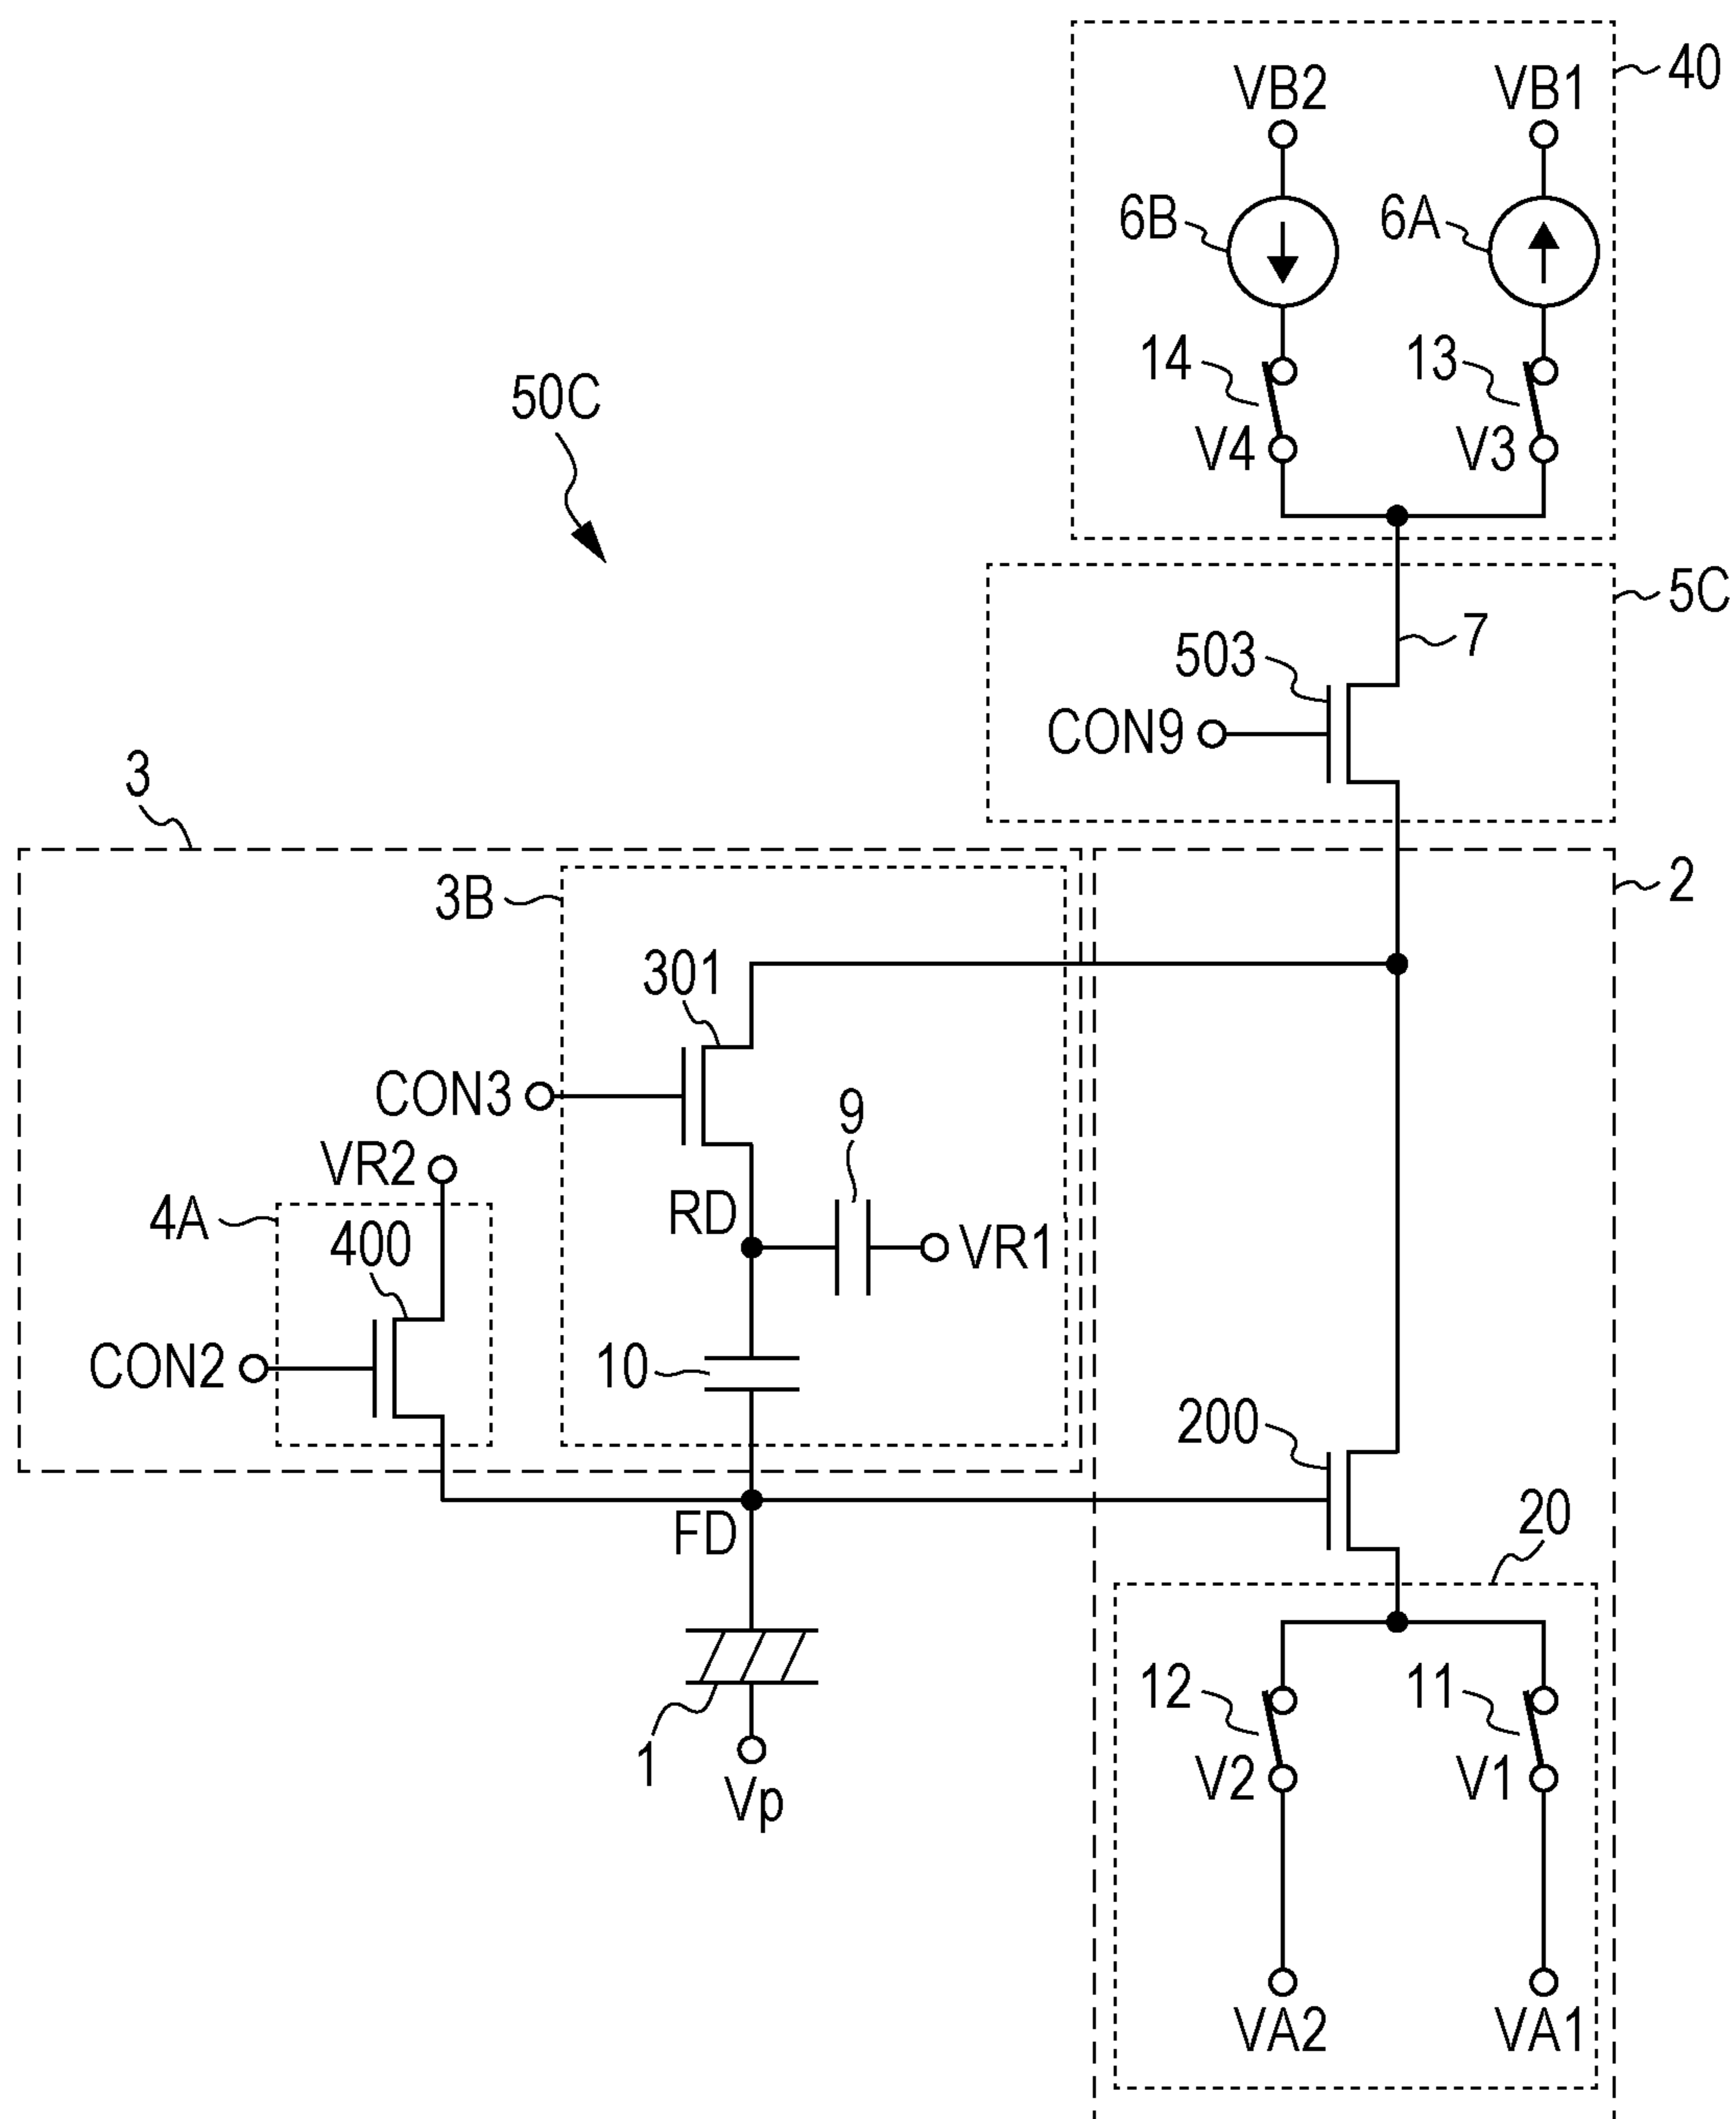 40
VB2 VB1
6B 6A
14 13
V4 V3
50C
5C
7
503
CON9
3
2
3B
301
CON3
9
VR2
RD
VR1
4A
400
10
CON2
200
FD
20
12 11
1
V2 V1
Vp
VA2 VA1